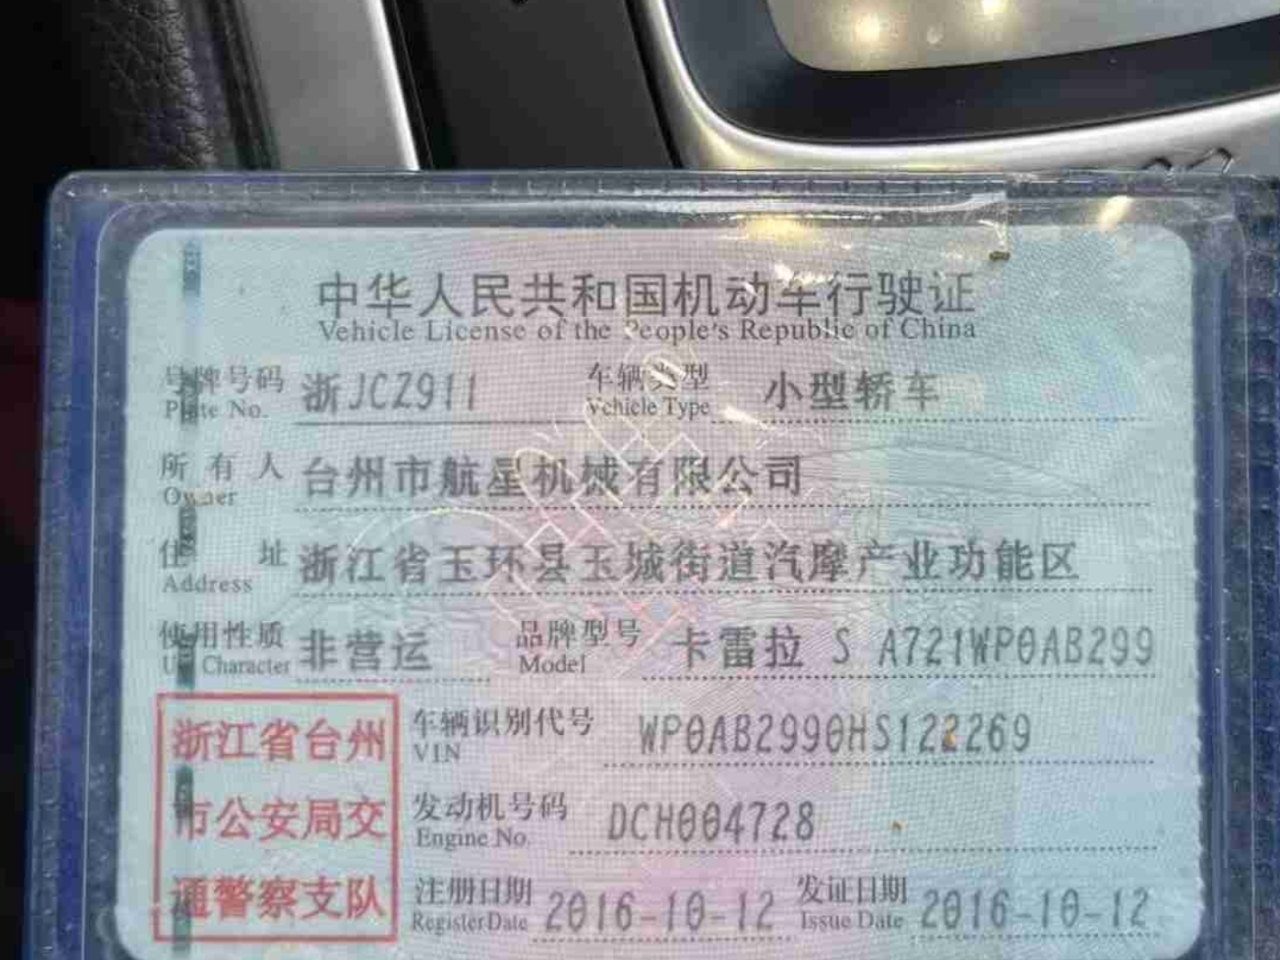 中华人民共和国机动车行驶证
Vehicle License of the People's Republic of China
号牌号码 浙JCZ911 车辆类型 小型轿车
Plate No. Vehicle Type
所有人 台州市航星机械有限公司
Owner
住址 浙江省玉环县玉城街道汽摩产业功能区
Address
使用性质 非营运 品牌型号 卡雷拉 S A721WP0AB299
Use Character Model
浙江省台州
市公安局交
通警察支队
车辆识别代号 WP0AB2990HS122269
VIN
发动机号码 DCH004728
Engine No.
注册日期 2016-10-12 发证日期 2016-10-12
Register Date Issue Date